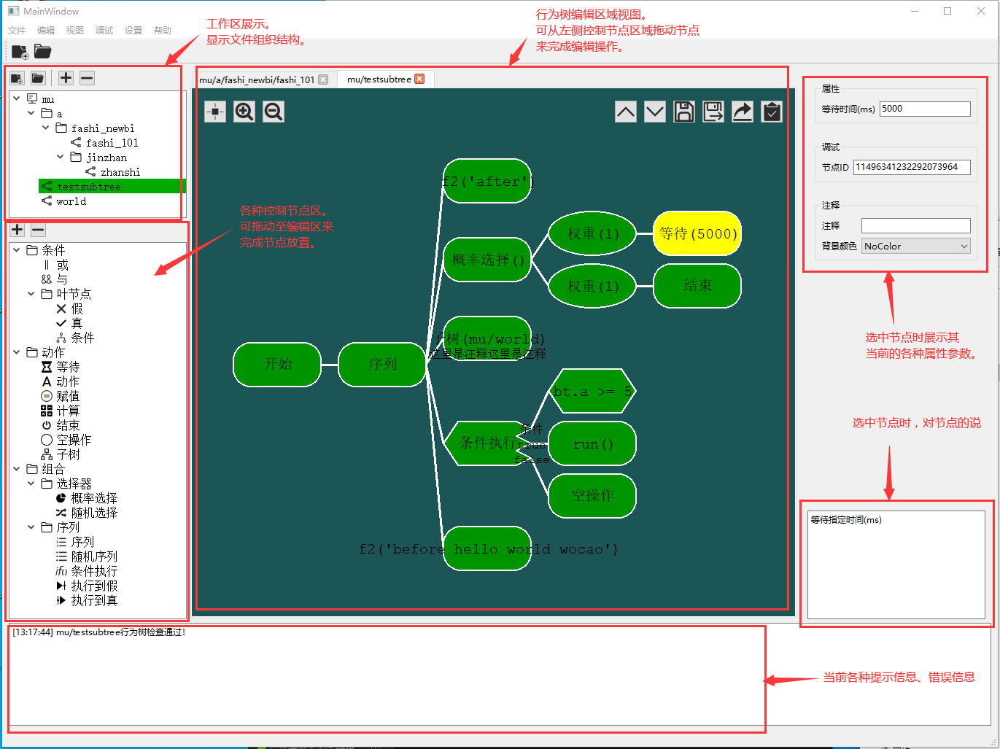 MainWindow
文件 编辑 视图 调试 设置 帮助
工作区展示。
显示文件组织结构。
行为树编辑区域视图。
可从左侧控制节点区域拖动节点
来完成编辑操作。
mu
a
fashi_newbi
fashi_101
jinzhan
zhanshi
testsubtree
world
各种控制节点区。
可拖动至编辑区来
完成节点放置。
条件
或
与
叶节点
假
真
条件
动作
等待
动作
赋值
计算
结束
空操作
子树
组合
选择器
概率选择
随机选择
序列
序列
随机序列
条件执行
执行到假
执行到真
mu/a/fashi_newbi/fashi_101
mu/testsubtree
f2('after')
权重(1)
等待(5000)
概率选择()
权重(1)
结束
子树(mu/world)
这里是注释这里是注释
开始
序列
bt.a >= 5
条件执行
条件
true
false
run()
空操作
f2('before hello world wocao')
属性
等待时间(ms) 5000
调试
节点ID 11496341232292073964
注释
注释
背景颜色 NoColor
选中节点时展示其
当前的各种属性参数。
选中节点时，对节点的说
等待指定时间(ms)
[13:17:44] mu/testsubtree行为树检查通过!
当前各种提示信息、错误信息